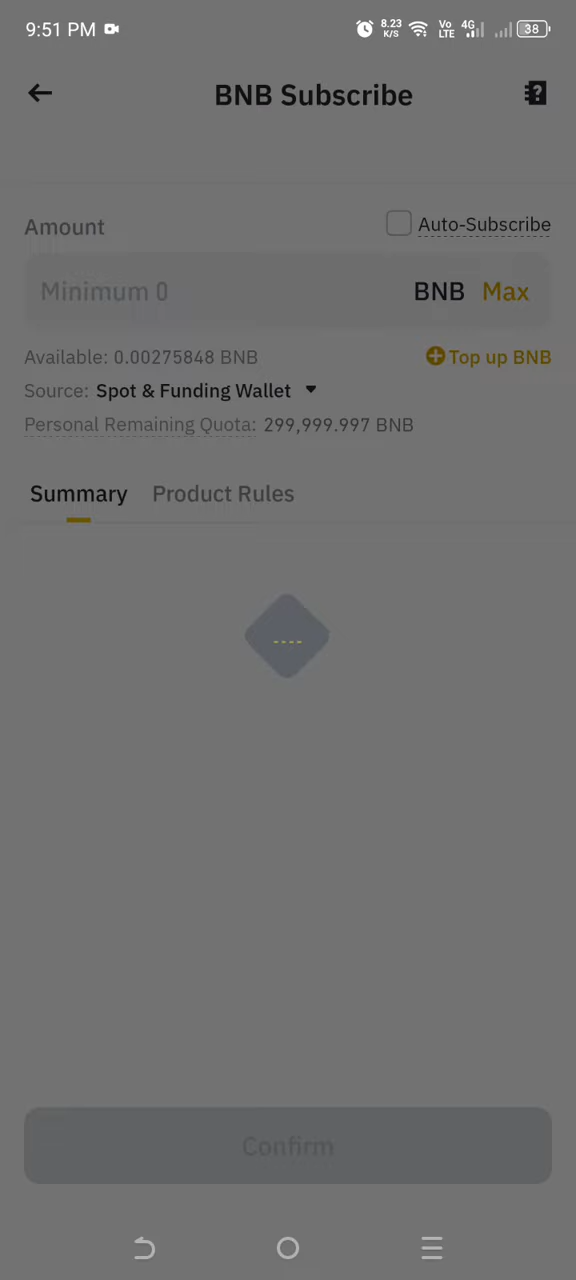 9:51 PM
8.23 K/S
Vo LTE
4G
38
BNB Subscribe
Amount
Auto-Subscribe
Minimum 0
BNB Max
Available: 0.00275848 BNB
Top up BNB
Source: Spot & Funding Wallet
Personal Remaining Quota: 299,999.997 BNB
Summary Product Rules
Confirm